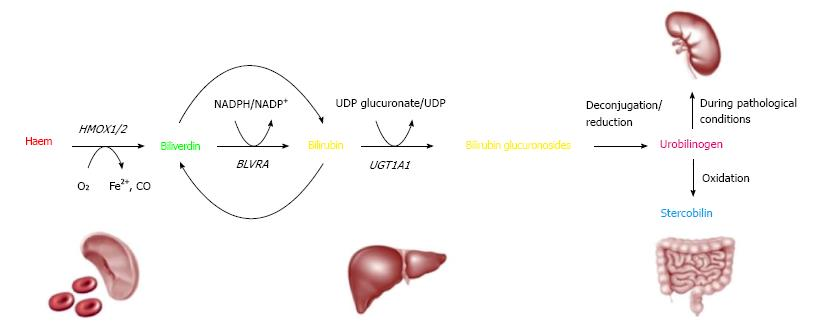 HMOX1/2
Haem
O₂
Fe²⁺, CO
Biliverdin
NADPH/NADP⁺
BLVRA
Bilirubin
UDP glucuronate/UDP
UGT1A1
Bilirubin glucuronosides
Deconjugation/
reduction
During pathological
conditions
Urobilinogen
Oxidation
Stercobilin